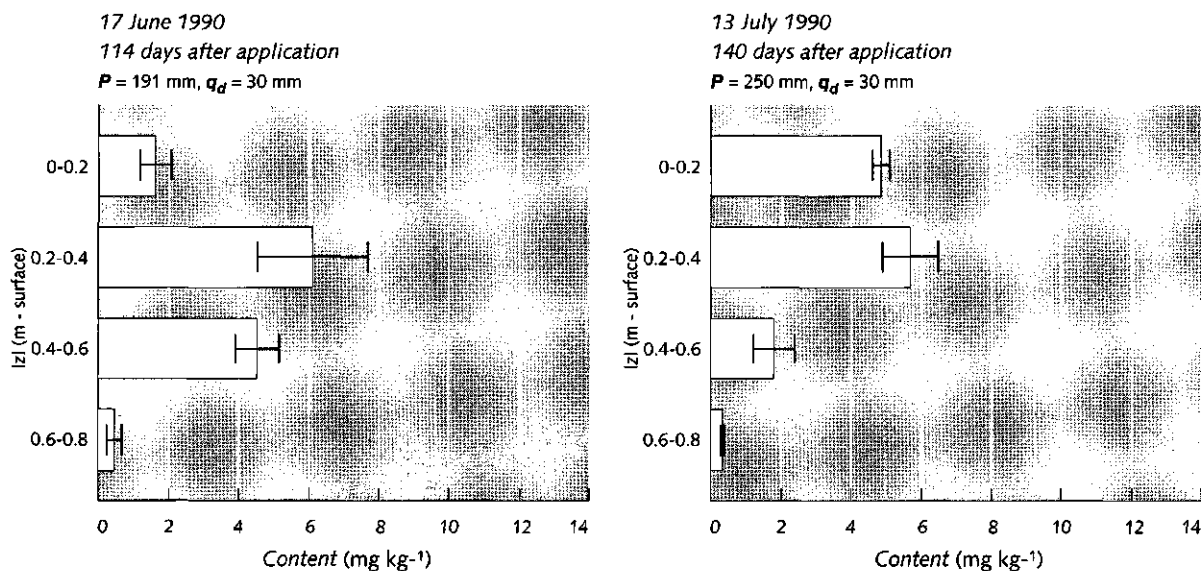 17 June 1990
114 days after application
P = 191 mm, qd = 30 mm
|z| (m - surface)
0-0.2
0.2-0.4
0.4-0.6
0.6-0.8
0 2 4 6 8 10 12 14
Content (mg kg-1)
13 July 1990
140 days after application
P = 250 mm, qd = 30 mm
|z| (m - surface)
0-0.2
0.2-0.4
0.4-0.6
0.6-0.8
0 2 4 6 8 10 12 14
Content (mg kg-1)